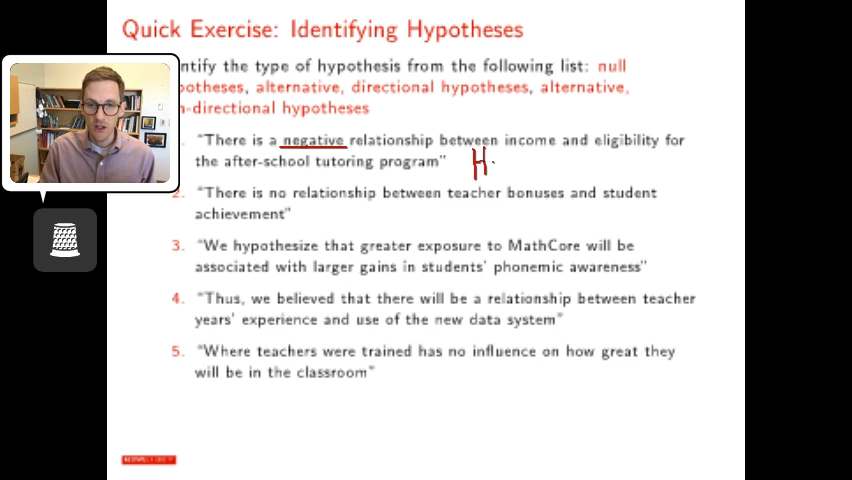 Quick Exercise: Identifying Hypotheses
ntify the type of hypothesis from the following list: null
potheses, alternative, directional hypotheses, alternative,
n-directional hypotheses
"There is a negative relationship between income and eligibility for
the after-school tutoring program" H
2. "There is no relationship between teacher bonuses and student
achievement"
3. "We hypothesize that greater exposure to MathCore will be
associated with larger gains in students' phonemic awareness"
4. "Thus, we believed that there will be a relationship between teacher
years' experience and use of the new data system"
5. "Where teachers were trained has no influence on how great they
will be in the classroom"